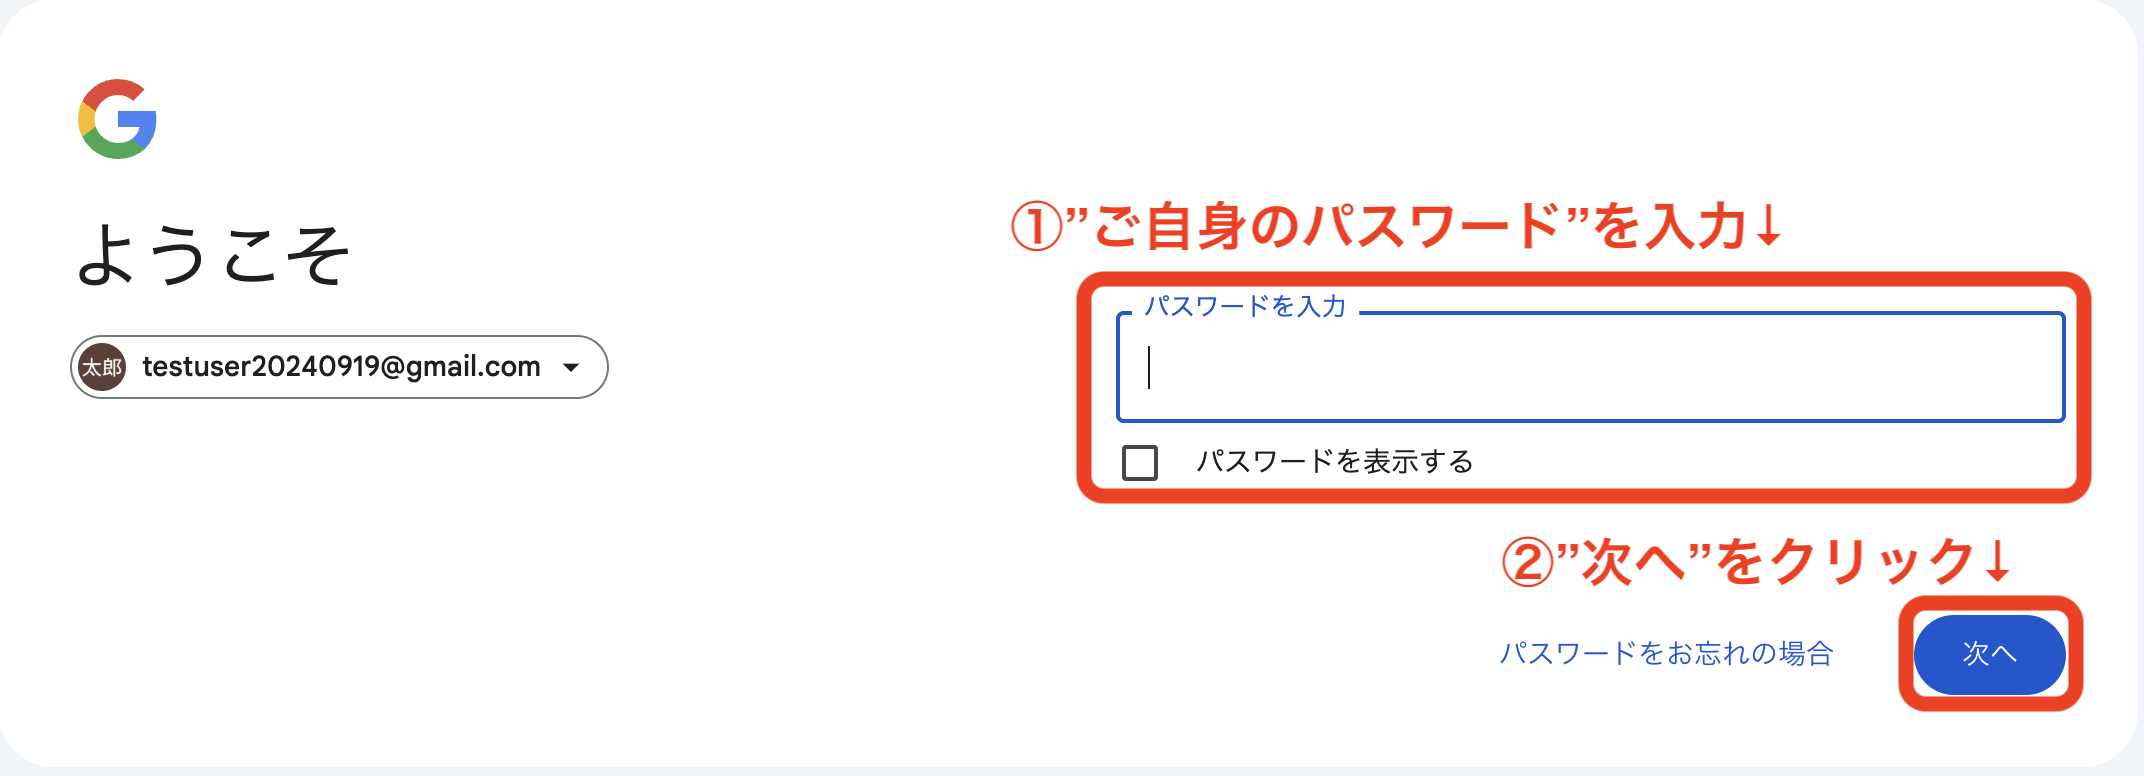 ようこそ
太郎 testuser20240919@gmail.com
①”ご自身のパスワード”を入力↓
パスワードを入力
パスワードを表示する
②”次へ”をクリック↓
パスワードをお忘れの場合
次へ